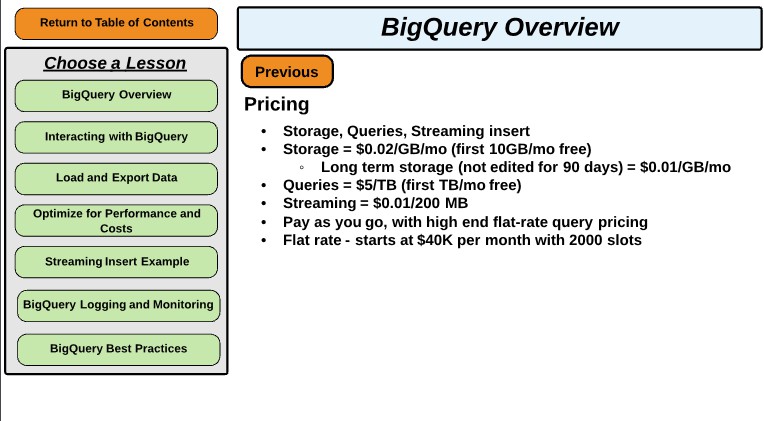 Return to Table of Contents
Choose a Lesson
BigQuery Overview
Interacting with BigQuery
Load and Export Data
Optimize for Performance and
Costs
Streaming Insert Example
BigQuery Logging and Monitoring
BigQuery Best Practices
BigQuery Overview
Previous
Pricing
• Storage, Queries, Streaming insert
• Storage = $0.02/GB/mo (first 10GB/mo free)
◦ Long term storage (not edited for 90 days) = $0.01/GB/mo
• Queries = $5/TB (first TB/mo free)
• Streaming = $0.01/200 MB
• Pay as you go, with high end flat-rate query pricing
• Flat rate - starts at $40K per month with 2000 slots